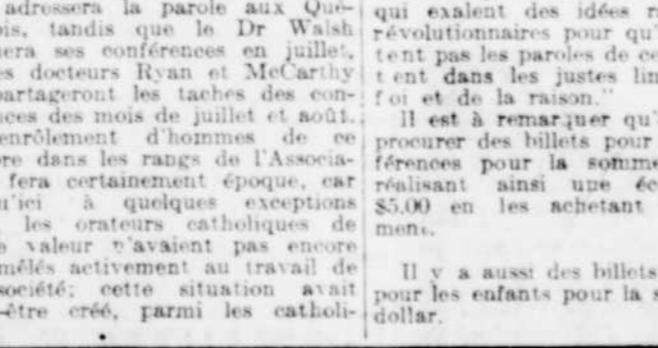 adressera la parole aux Qué-
ois, tandis que le Dr Walsh
nera ses conférences en juillet,
es docteurs Ryan et McCarthy
partageront les taches des con-
nces des mois de juillet et août.
enrôlement d'hommes de ce
re dans les rangs de l'Associa-
fera certainement époque, car
u'ici à quelques exceptions
les orateurs catholiques de
e valeur n'avaient pas encore
mêlés activement au travail de
société; cette situation avait
-être créé, parmi les catholi-
qui exalent des idées r
révolutionnaires pour qu'
tent pas les paroles de ce
tent dans les justes lim
foi et de la raison."
Il est à remarquer qu'
procurer des billets pour
férences pour la somme
réalisant ainsi une éc
$5.00 en les achetant
ment.
Il y a aussi des billets
pour les enfants pour la s
dollar.